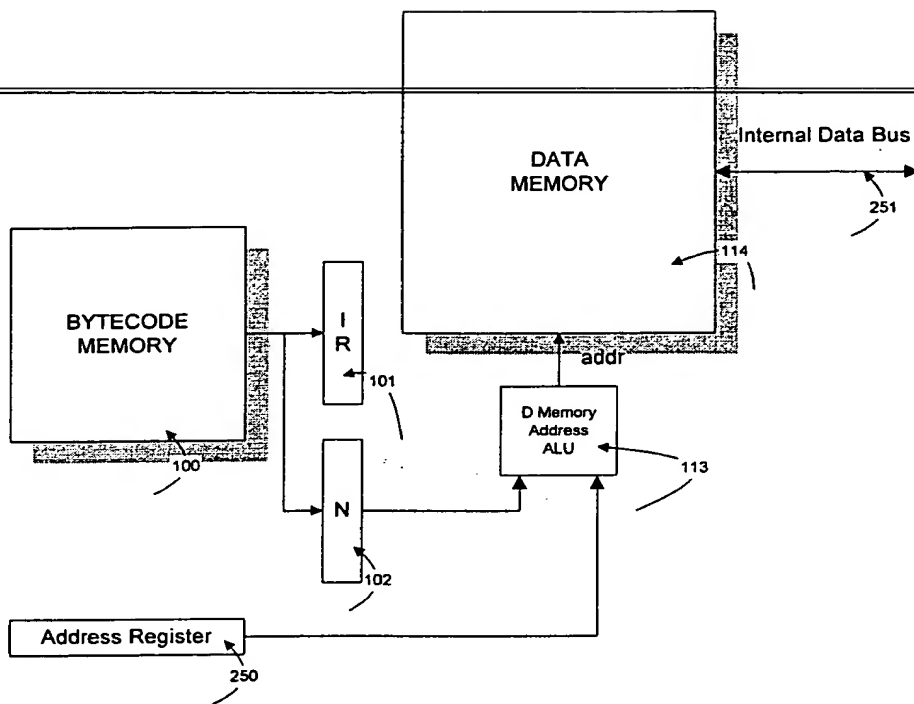 Internal Data Bus
DATA
MEMORY
251
114
BYTECODE
MEMORY
I
R
addr
101
D Memory
Address
ALU
100
113
N
102
Address Register
250